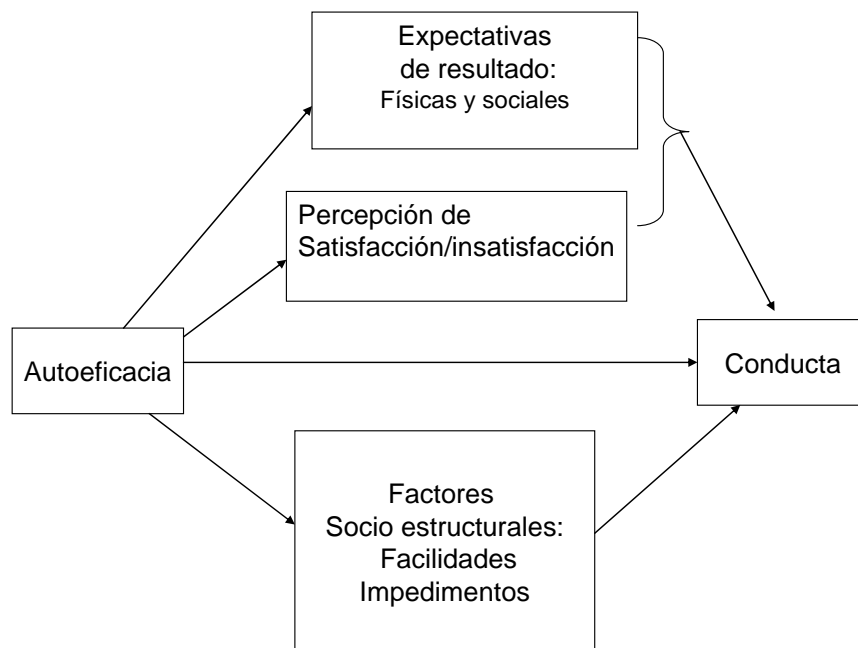 Expectativas
de resultado:
Físicas y sociales
Percepción de
Satisfacción/insatisfacción
Autoeficacia
Conducta
Factores
Socio estructurales:
Facilidades
Impedimentos